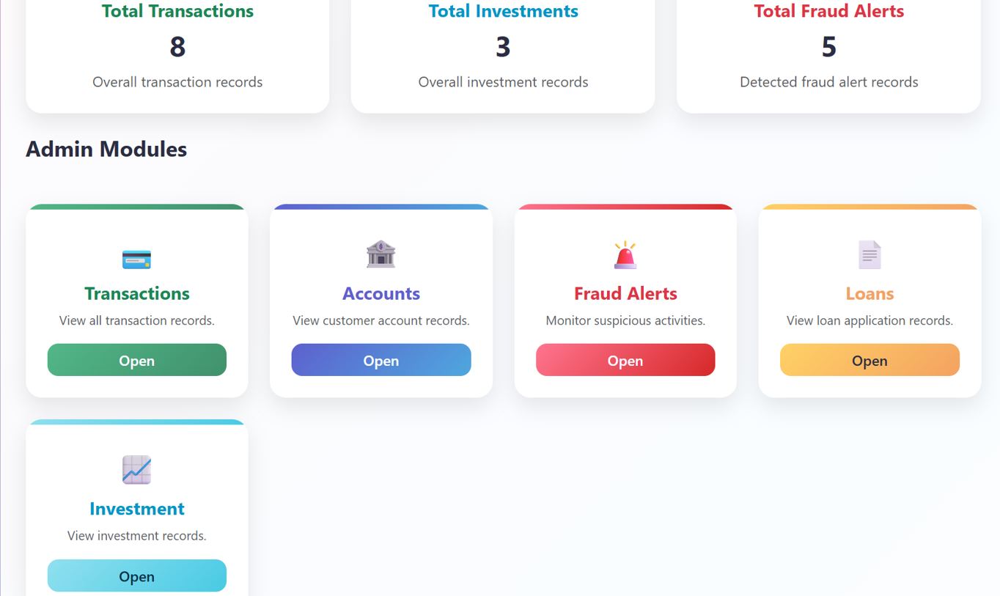 Total Transactions
8
Overall transaction records
Total Investments
3
Overall investment records
Total Fraud Alerts
5
Detected fraud alert records
Admin Modules
Transactions
View all transaction records.
Open
Accounts
View customer account records.
Open
Fraud Alerts
Monitor suspicious activities.
Open
Loans
View loan application records.
Open
Investment
View investment records.
Open